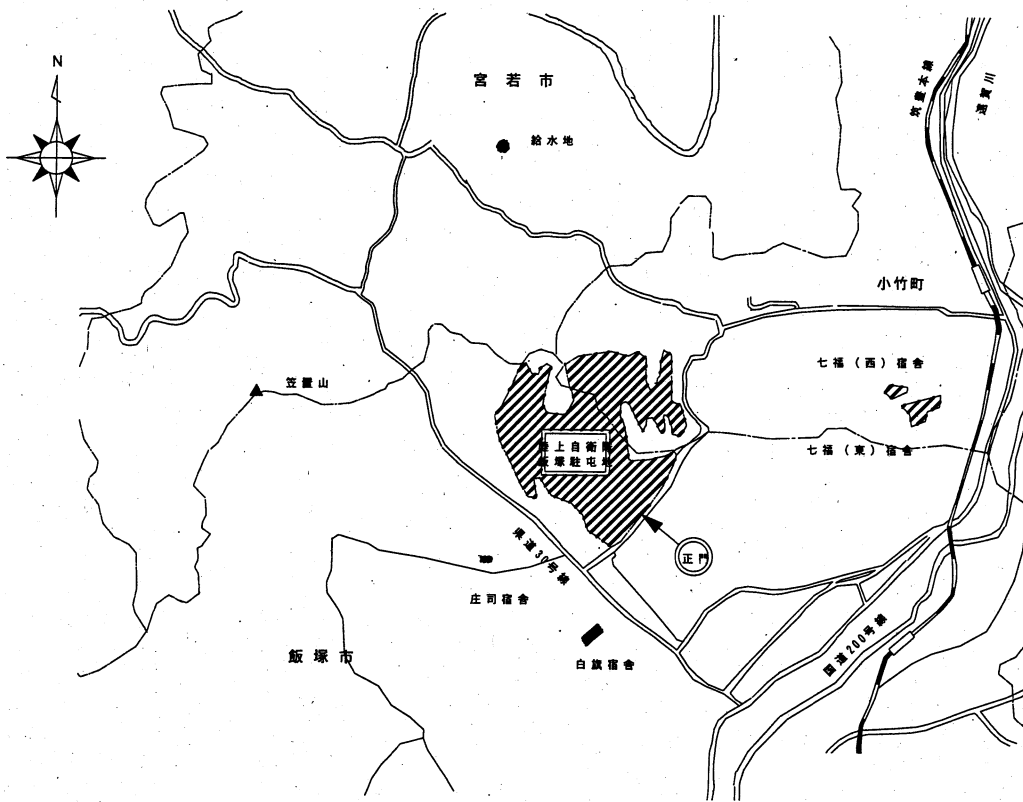 N
宮若市
給水地
筑豊本線
遠賀川
小竹町
七福（西）宿舎
笠置山
陸上自衛隊
飯塚駐屯地
七福（東）宿舎
県道30号線
正門
庄司宿舎
白旗宿舎
飯塚市
国道200号線